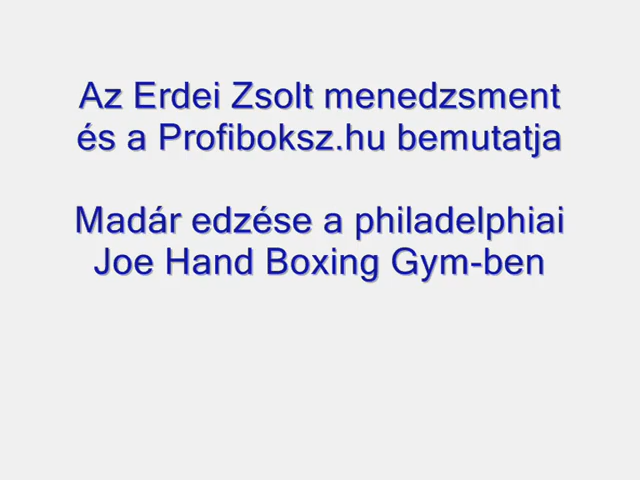 Az Erdei Zsolt menedzsment
és a Profiboksz.hu bemutatja
Madár edzése a philadelphiai
Joe Hand Boxing Gym-ben